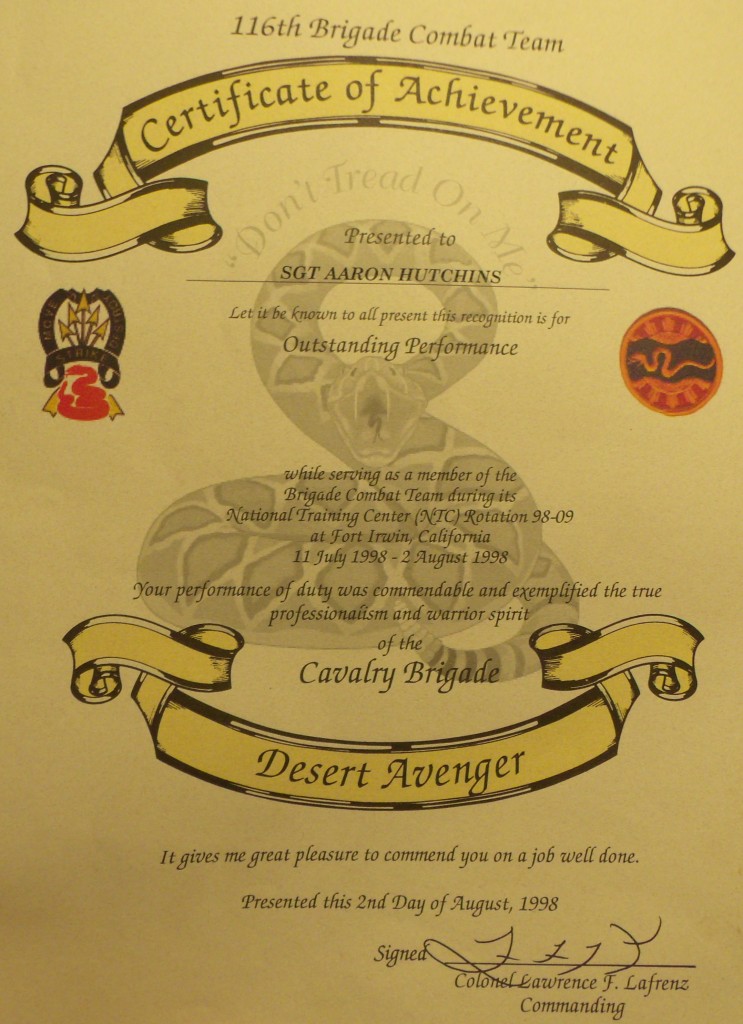 116th Brigade Combat Team
Certificate of Achievement
"Don't Tread On Me"
Presented to
SGT AARON HUTCHINS
Let it be known to all present this recognition is for
Outstanding Performance
MOVE
STRIKE
while serving as a member of the
Brigade Combat Team during its
National Training Center (NTC) Rotation 98-09
at Fort Irwin, California
11 July 1998 - 2 August 1998
Your performance of duty was commendable and exemplified the true
professionalism and warrior spirit
of the
Cavalry Brigade
Desert Avenger
It gives me great pleasure to commend you on a job well done.
Presented this 2nd Day of August, 1998
Signed
Colonel Lawrence F. Lafrenz
Commanding